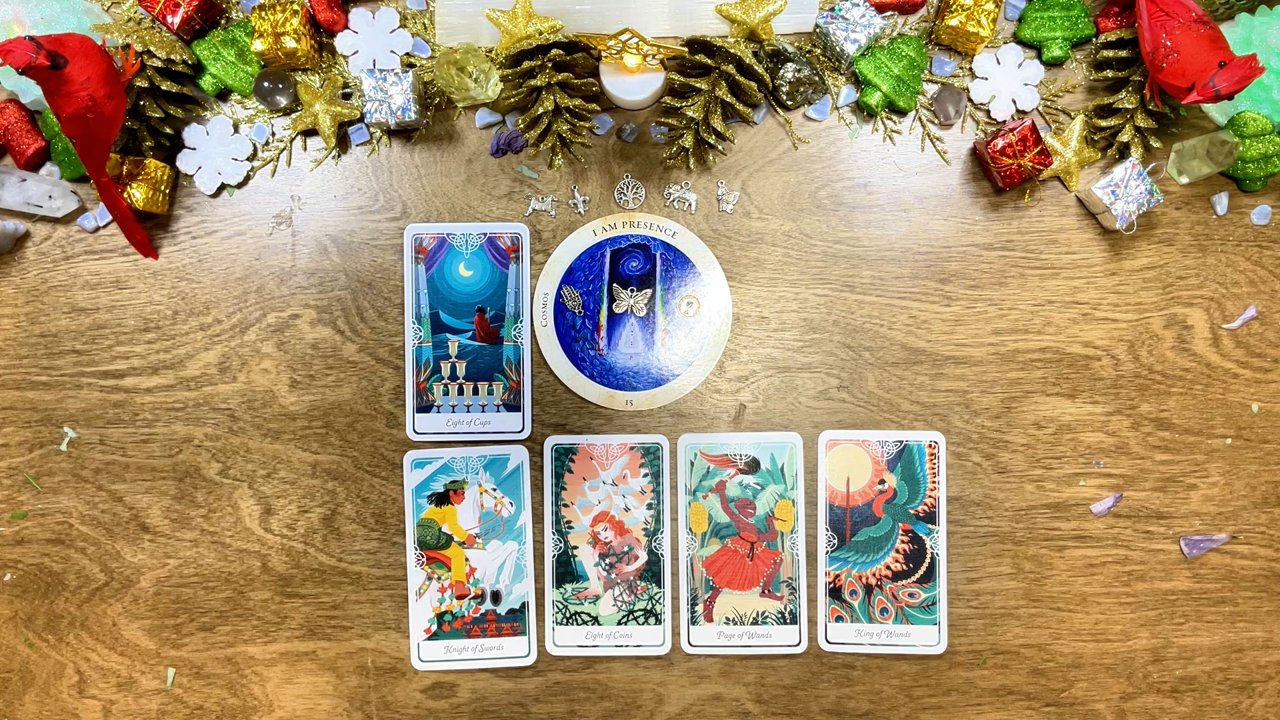 I AM PRESENCE
COSMOS
15
Eight of Cups
Knight of Swords
Eight of Coins
Page of Wands
King of Wands